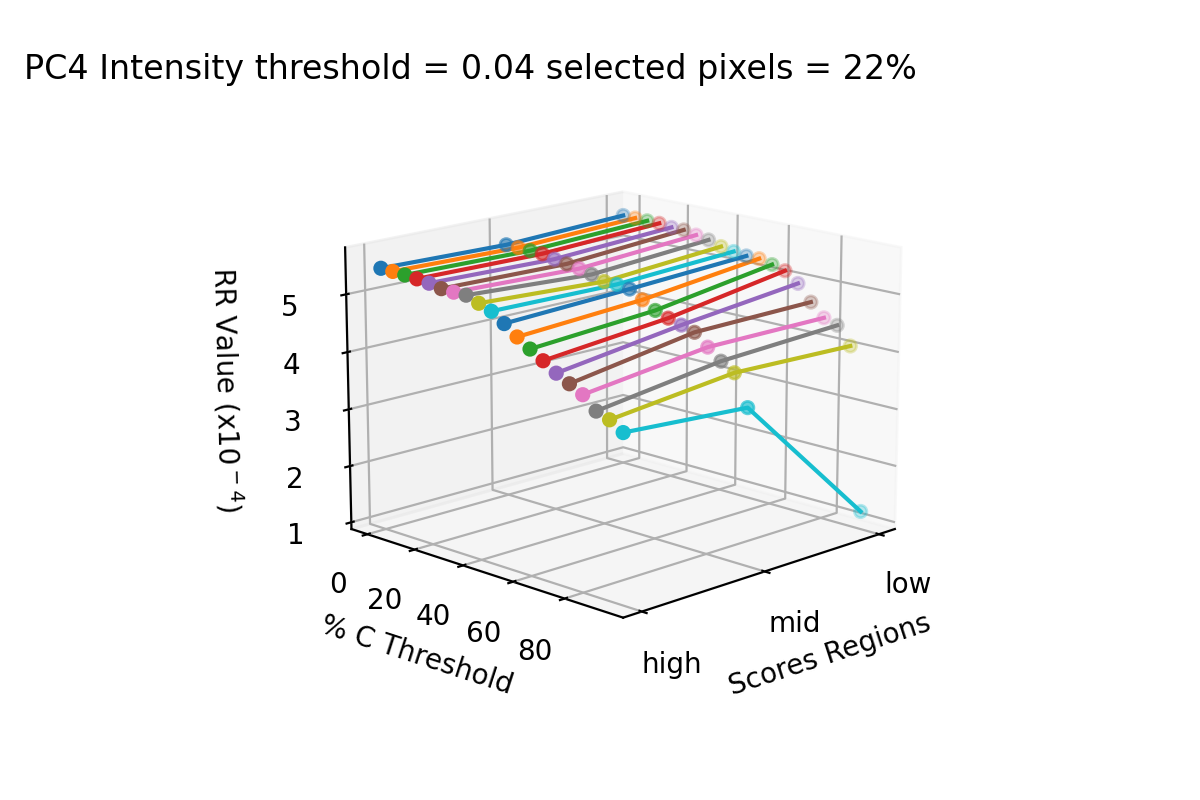 PC4 Intensity threshold = 0.04 selected pixels = 22%
RR Value (x10⁻⁴)
5
4
3
2
1
0
20
40
60
80
% C Threshold
high
mid
low
Scores Regions